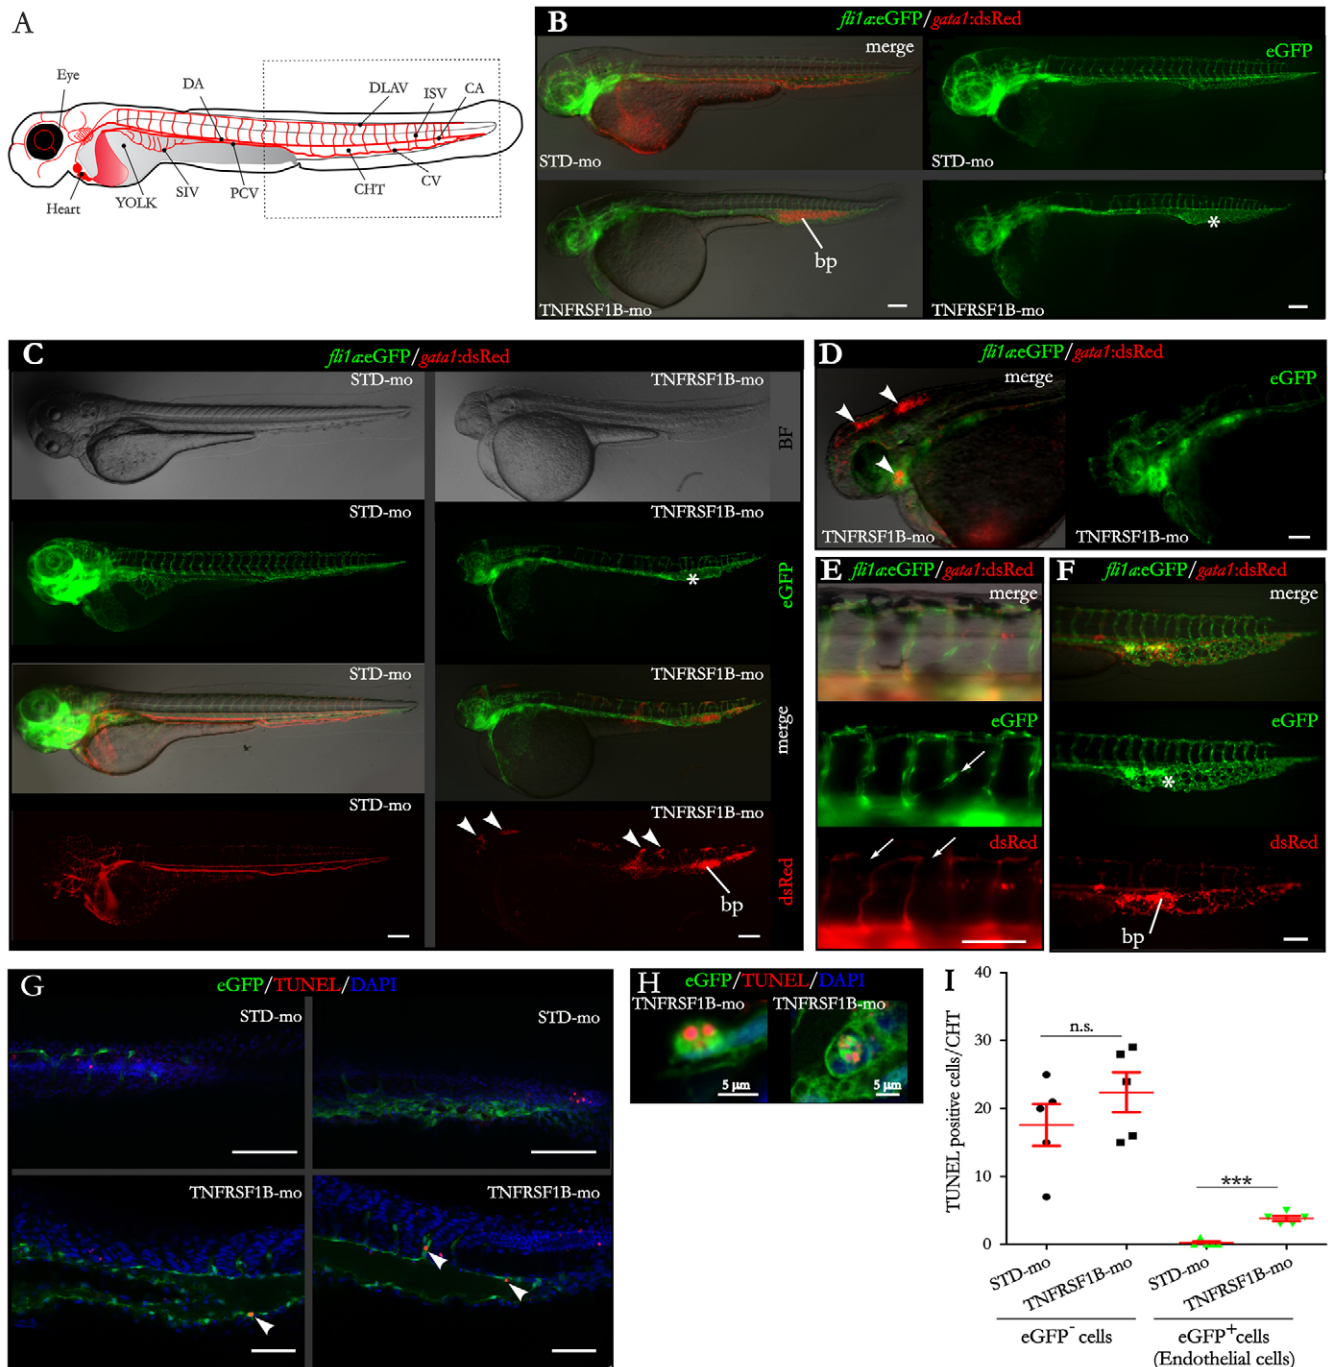 A
Eye
DA
DLAV
ISV
CA
Heart
YOLK
SIV
PCV
CHT
CV
B
fli1a:eGFP/gata1:dsRed
merge
eGFP
STD-mo
STD-mo
bp
*
TNFRSF1B-mo
TNFRSF1B-mo
C
fli1a:eGFP/gata1:dsRed
STD-mo
TNFRSF1B-mo
BF
STD-mo
TNFRSF1B-mo
*
eGFP
STD-mo
TNFRSF1B-mo
merge
STD-mo
TNFRSF1B-mo
bp
dsRed
D
fli1a:eGFP/gata1:dsRed
merge
eGFP
TNFRSF1B-mo
TNFRSF1B-mo
E
fli1a:eGFP/gata1:dsRed
merge
eGFP
dsRed
F
fli1a:eGFP/gata1:dsRed
merge
eGFP
*
dsRed
bp
G
eGFP/TUNEL/DAPI
STD-mo
STD-mo
TNFRSF1B-mo
TNFRSF1B-mo
H
eGFP/TUNEL/DAPI
TNFRSF1B-mo
TNFRSF1B-mo
5 µm
5 µm
I
TUNEL positive cells/CHT
40
30
20
10
0
n.s.
***
STD-mo
TNFRSF1B-mo
STD-mo
TNFRSF1B-mo
eGFP⁻ cells
eGFP⁺cells
(Endothelial cells)